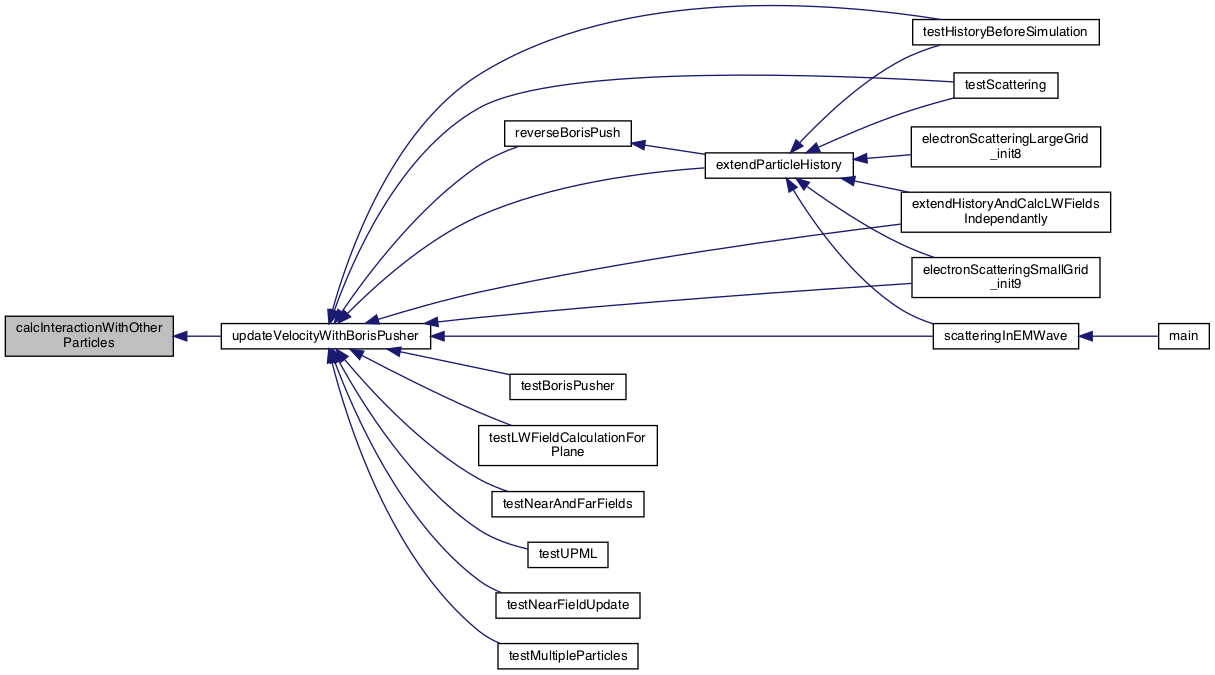 calcInteractionWithOther
Particles
updateVelocityWithBorisPusher
reverseBorisPush
extendParticleHistory
testHistoryBeforeSimulation
testScattering
electronScatteringLargeGrid
_init8
extendHistoryAndCalcLWFields
Independantly
electronScatteringSmallGrid
_init9
scatteringInEMWave
main
testBorisPusher
testLWFieldCalculationFor
Plane
testNearAndFarFields
testUPML
testNearFieldUpdate
testMultipleParticles